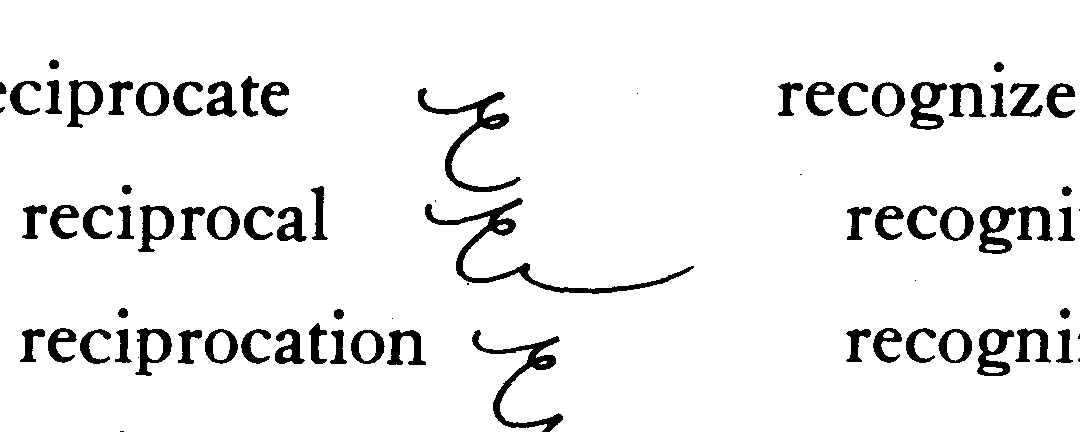 eciprocate recognize
reciprocal recogni
reciprocation recogni